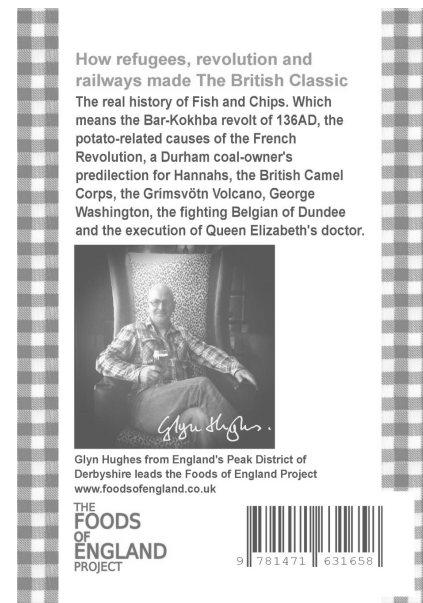 How refugees, revolution and
railways made The British Classic
The real history of Fish and Chips. Which
means the Bar-Kokhba revolt of 136AD, the
potato-related causes of the French
Revolution, a Durham coal-owner's
predilection for Hannahs, the British Camel
Corps, the Grímsvötn Volcano, George
Washington, the fighting Belgian of Dundee
and the execution of Queen Elizabeth's doctor.
Glyn Hughes.
Glyn Hughes from England's Peak District of
Derbyshire leads the Foods of England Project
www.foodsofengland.co.uk
THE
FOODS
OF
ENGLAND
PROJECT
9 781471 631658